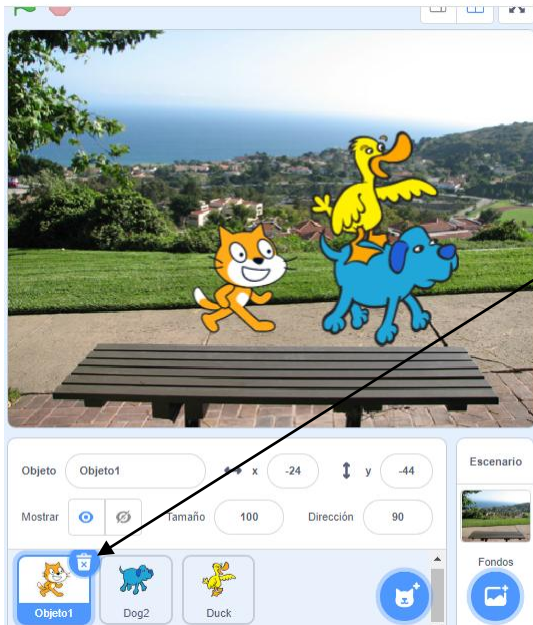 Objeto Objeto1 x -24 y -44
Mostrar Tamaño 100 Dirección 90
Objeto1 Dog2 Duck
Escenario
Fondos